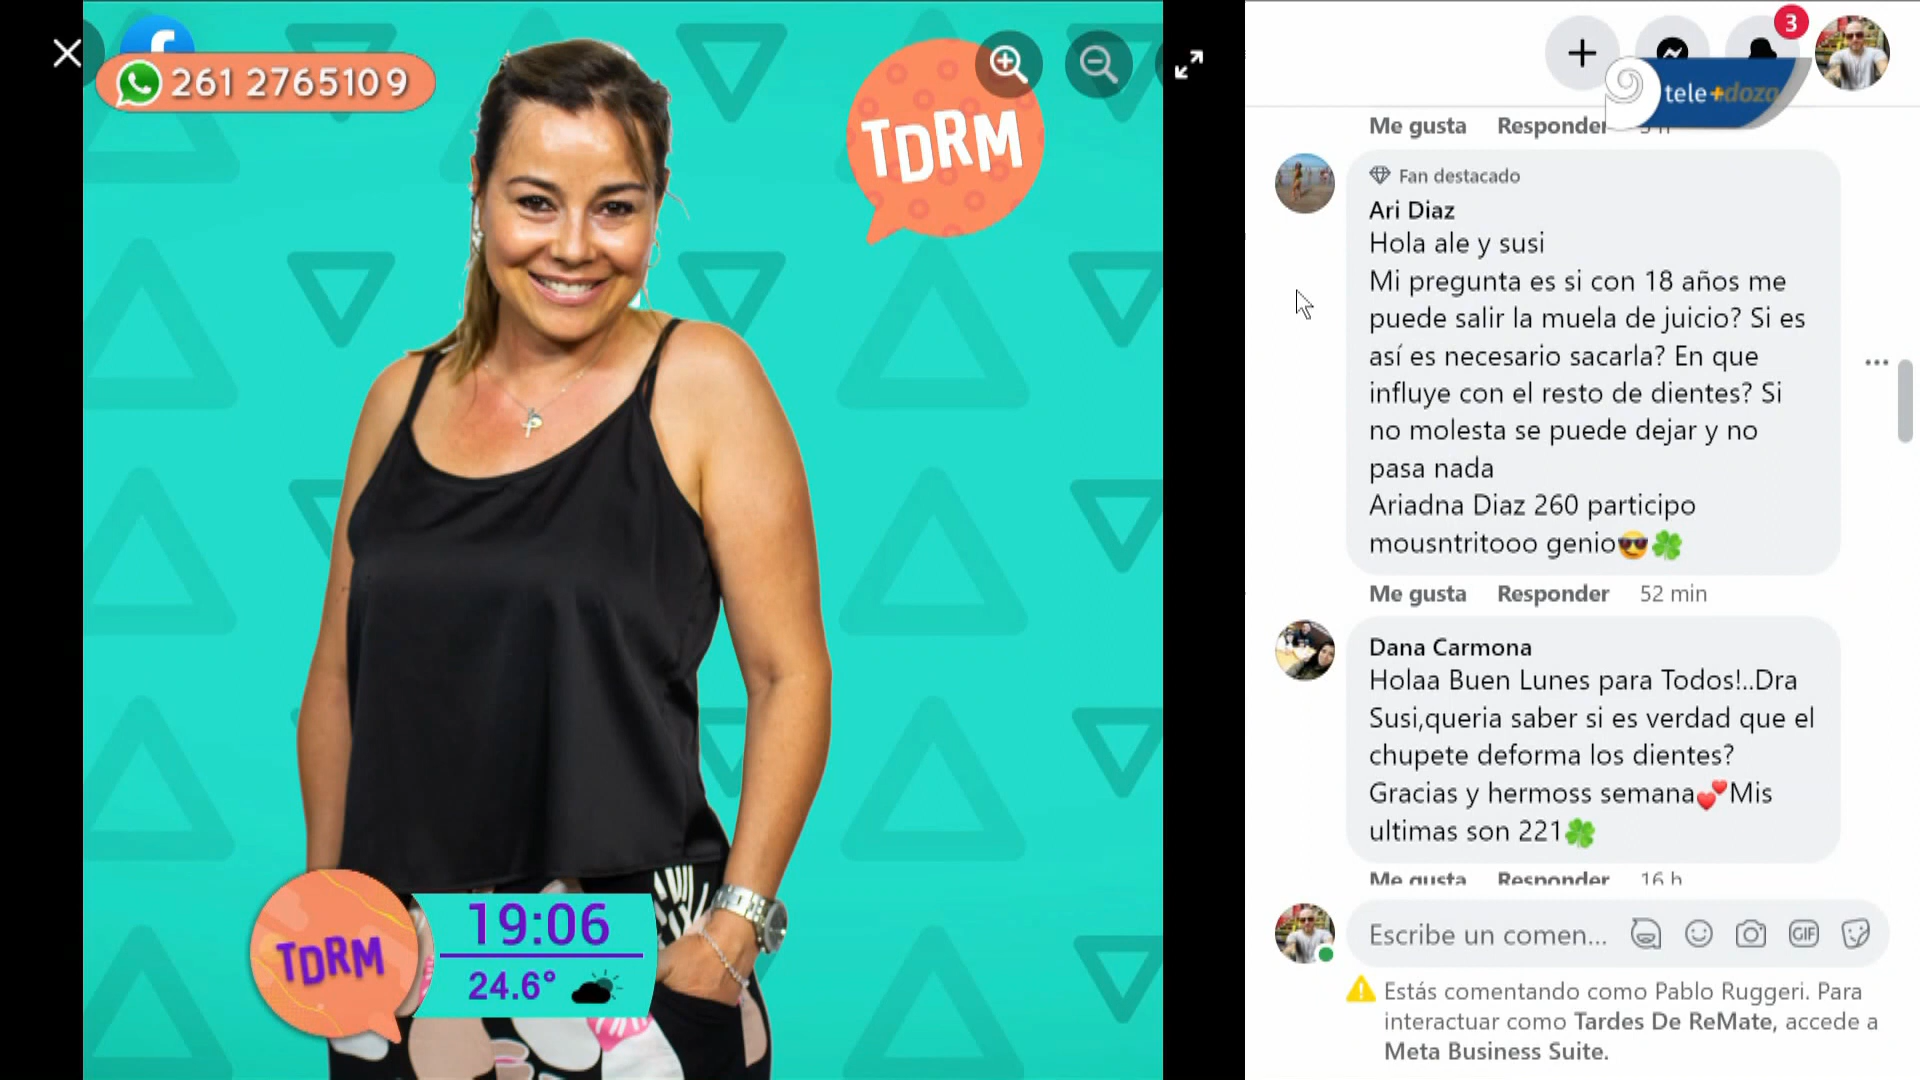 261 2765109
TDRM
3
tele+dozo
Me gusta Responder
Fan destacado
Ari Diaz
Hola ale y susi
Mi pregunta es si con 18 años me
puede salir la muela de juicio? Si es
así es necesario sacarla? En que
influye con el resto de dientes? Si
no molesta se puede dejar y no
pasa nada
Ariadna Diaz 260 participo
mousntritooo genio😎🍀
Me gusta Responder 52 min
Dana Carmona
Holaa Buen Lunes para Todos!..Dra
Susi,queria saber si es verdad que el
chupete deforma los dientes?
Gracias y hermoss semana💕Mis
ultimas son 221🍀
Me gusta Responder 16 h
Escribe un comen...
GIF
Estás comentando como Pablo Ruggeri. Para
interactuar como Tardes De ReMate, accede a
Meta Business Suite.
TDRM
19:06
24.6°